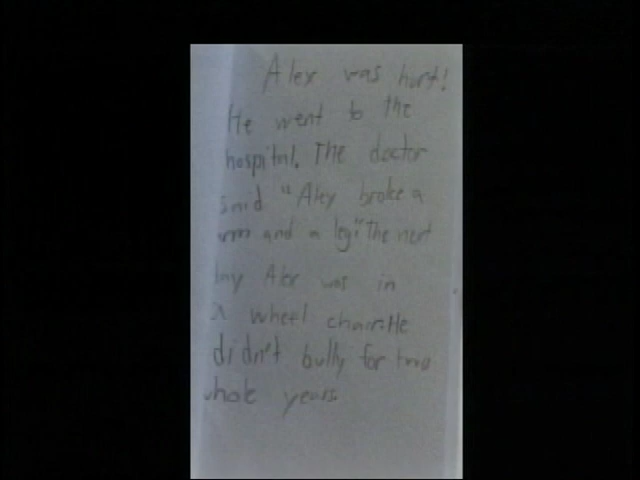 Alex was hurt!
He went to the
hospital. The doctor
said "Alex broke a
arm and a leg." The next
day Alex was in
a wheel chair. He
didn't bully for two
whole years